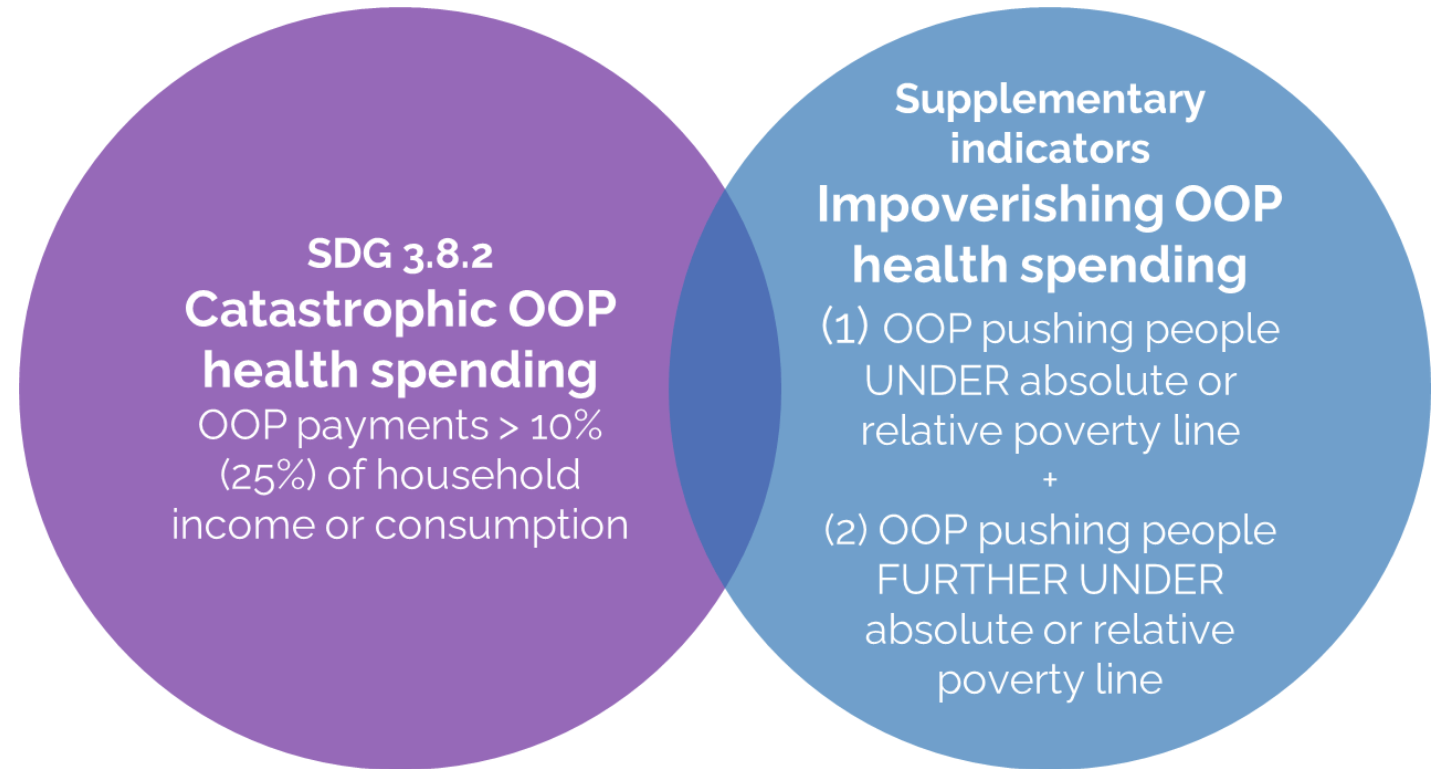 SDG 3.8.2
Catastrophic OOP
health spending
OOP payments > 10%
(25%) of household
income or consumption
Supplementary
indicators
Impoverishing OOP
health spending
(1) OOP pushing people
UNDER absolute or
relative poverty line
+
(2) OOP pushing people
FURTHER UNDER
absolute or relative
poverty line